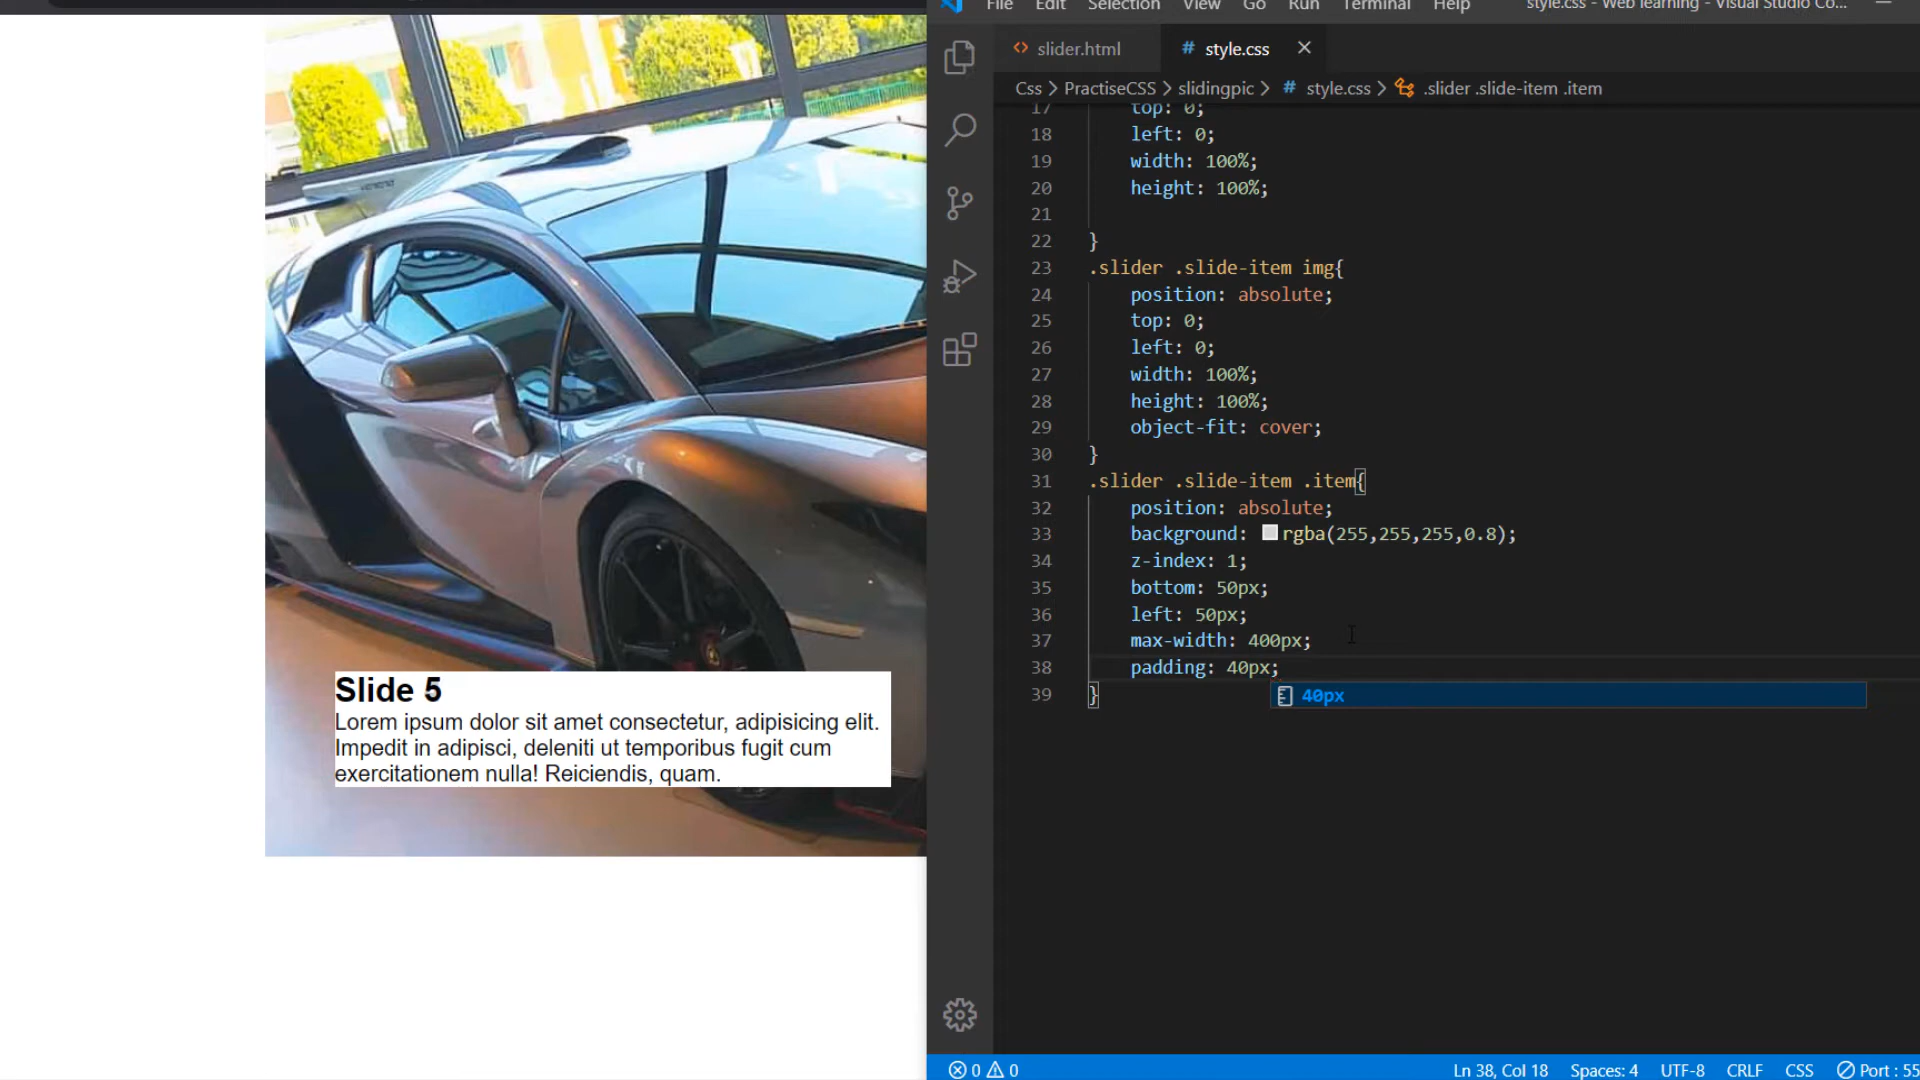 File Edit Selection View Go Run Terminal Help style.css - Web learning - Visual Studio Co...
slider.html # style.css
Css > PractiseCSS > slidingpic > # style.css > .slider .slide-item .item
17 top: 0;
18 left: 0;
19 width: 100%;
20 height: 100%;
21
22 }
23 .slider .slide-item img{
24 position: absolute;
25 top: 0;
26 left: 0;
27 width: 100%;
28 height: 100%;
29 object-fit: cover;
30 }
31 .slider .slide-item .item{
32 position: absolute;
33 background: rgba(255,255,255,0.8);
34 z-index: 1;
35 bottom: 50px;
36 left: 50px;
37 max-width: 400px;
38 padding: 40px;
39 }
40px
Slide 5
Lorem ipsum dolor sit amet consectetur, adipisicing elit.
Impedit in adipisci, deleniti ut temporibus fugit cum
exercitationem nulla! Reiciendis, quam.
0 0 Ln 38, Col 18 Spaces: 4 UTF-8 CRLF CSS Port : 55